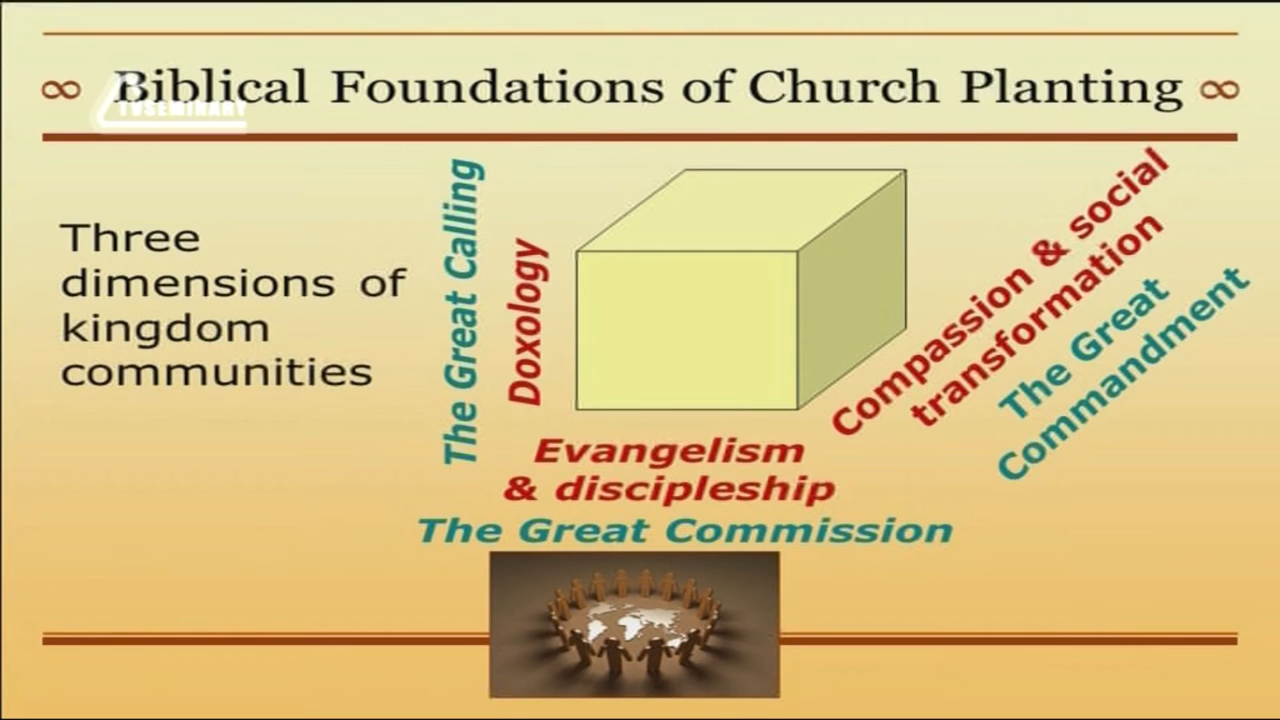 ∞ Biblical Foundations of Church Planting ∞
TVSEMINARY
Three
dimensions of
kingdom
communities
The Great Calling
Doxology
Compassion & social
transformation
The Great
Commandment
Evangelism
& discipleship
The Great Commission